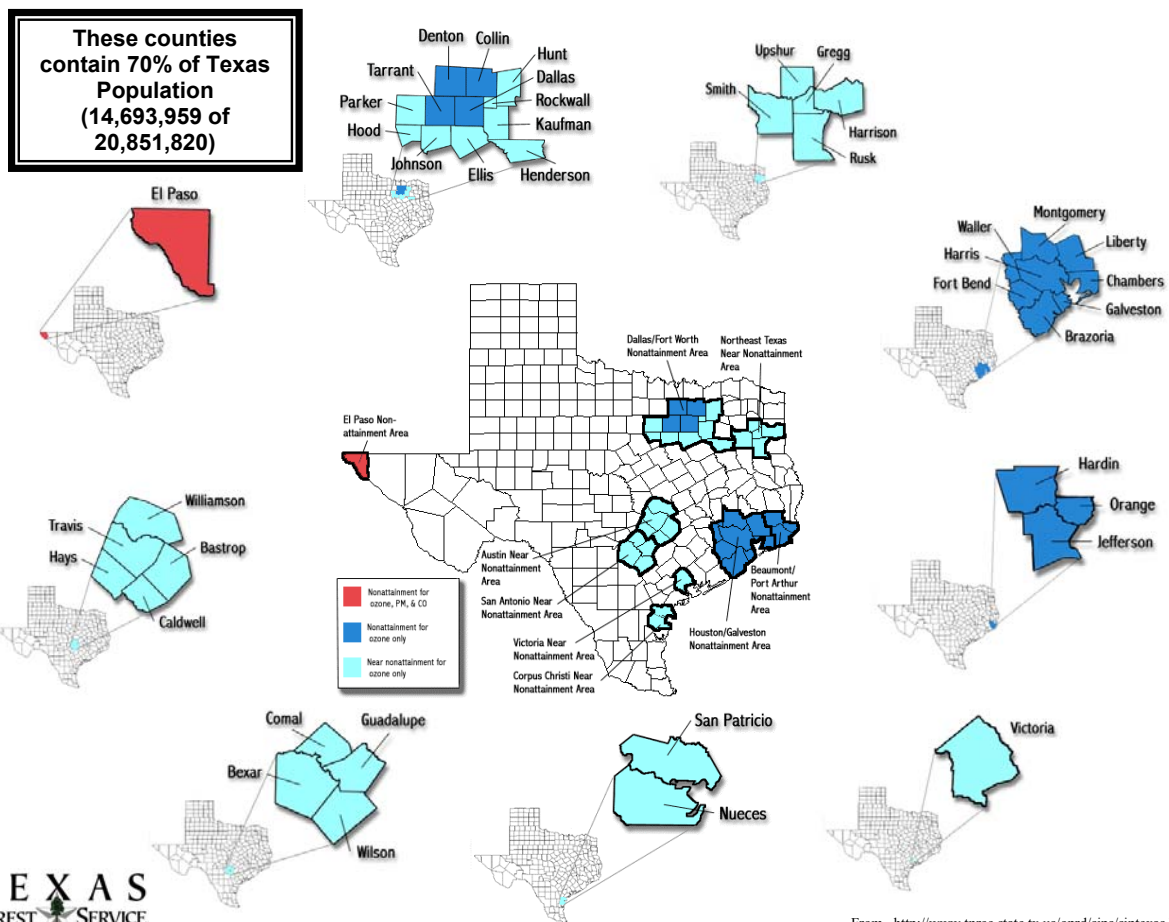 These counties
contain 70% of Texas
Population
(14,693,959 of
20,851,820)
Denton
Collin
Hunt
Tarrant
Dallas
Parker
Rockwall
Hood
Kaufman
Johnson
Ellis
Henderson
Upshur
Gregg
Smith
Harrison
Rusk
El Paso
Montgomery
Waller
Liberty
Harris
Fort Bend
Chambers
Galveston
Brazoria
Dallas/Fort Worth
Nonattainment Area
Northeast Texas
Near Nonattainment
Area
El Paso Non-
attainment Area
Austin Near
Nonattainment
Area
San Antonio Near
Nonattainment Area
Victoria Near
Nonattainment Area
Corpus Christi Near
Nonattainment Area
Houston/Galveston
Nonattainment Area
Beaumont/
Port Arthur
Nonattainment
Area
Nonattainment for
ozone, PM, & CO
Nonattainment for
ozone only
Near nonattainment for
ozone only
Williamson
Travis
Bastrop
Hays
Caldwell
Hardin
Orange
Jefferson
Comal
Guadalupe
Bexar
Wilson
San Patricio
Nueces
Victoria
EXAS
REST SERVICE